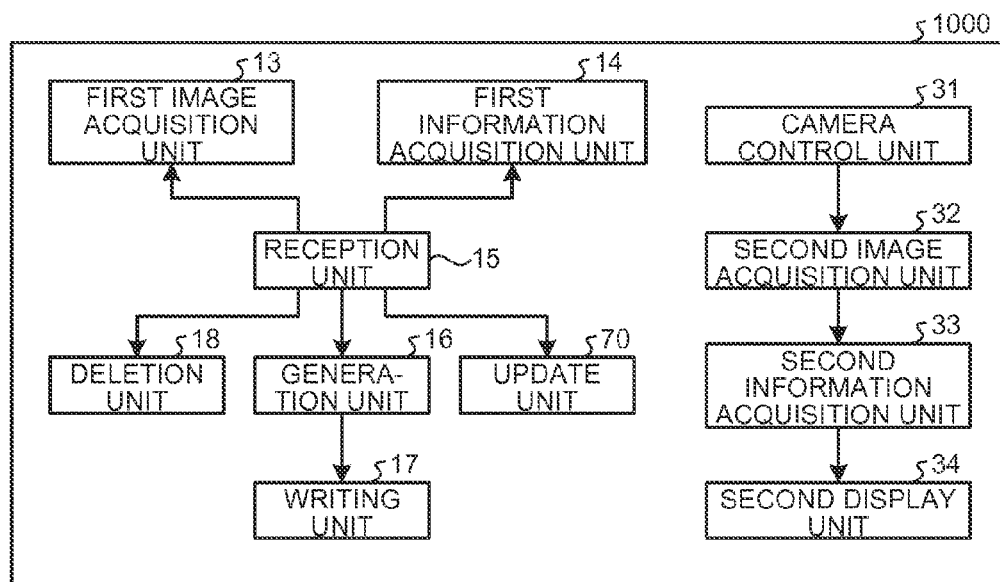 1000
13
FIRST IMAGE
ACQUISITION
UNIT
14
FIRST
INFORMATION
ACQUISITION UNIT
31
CAMERA
CONTROL UNIT
RECEPTION
UNIT
15
32
SECOND IMAGE
ACQUISITION UNIT
18
DELETION
UNIT
16
GENERA-
TION UNIT
70
UPDATE
UNIT
33
SECOND
INFORMATION
ACQUISITION UNIT
17
WRITING
UNIT
34
SECOND DISPLAY
UNIT